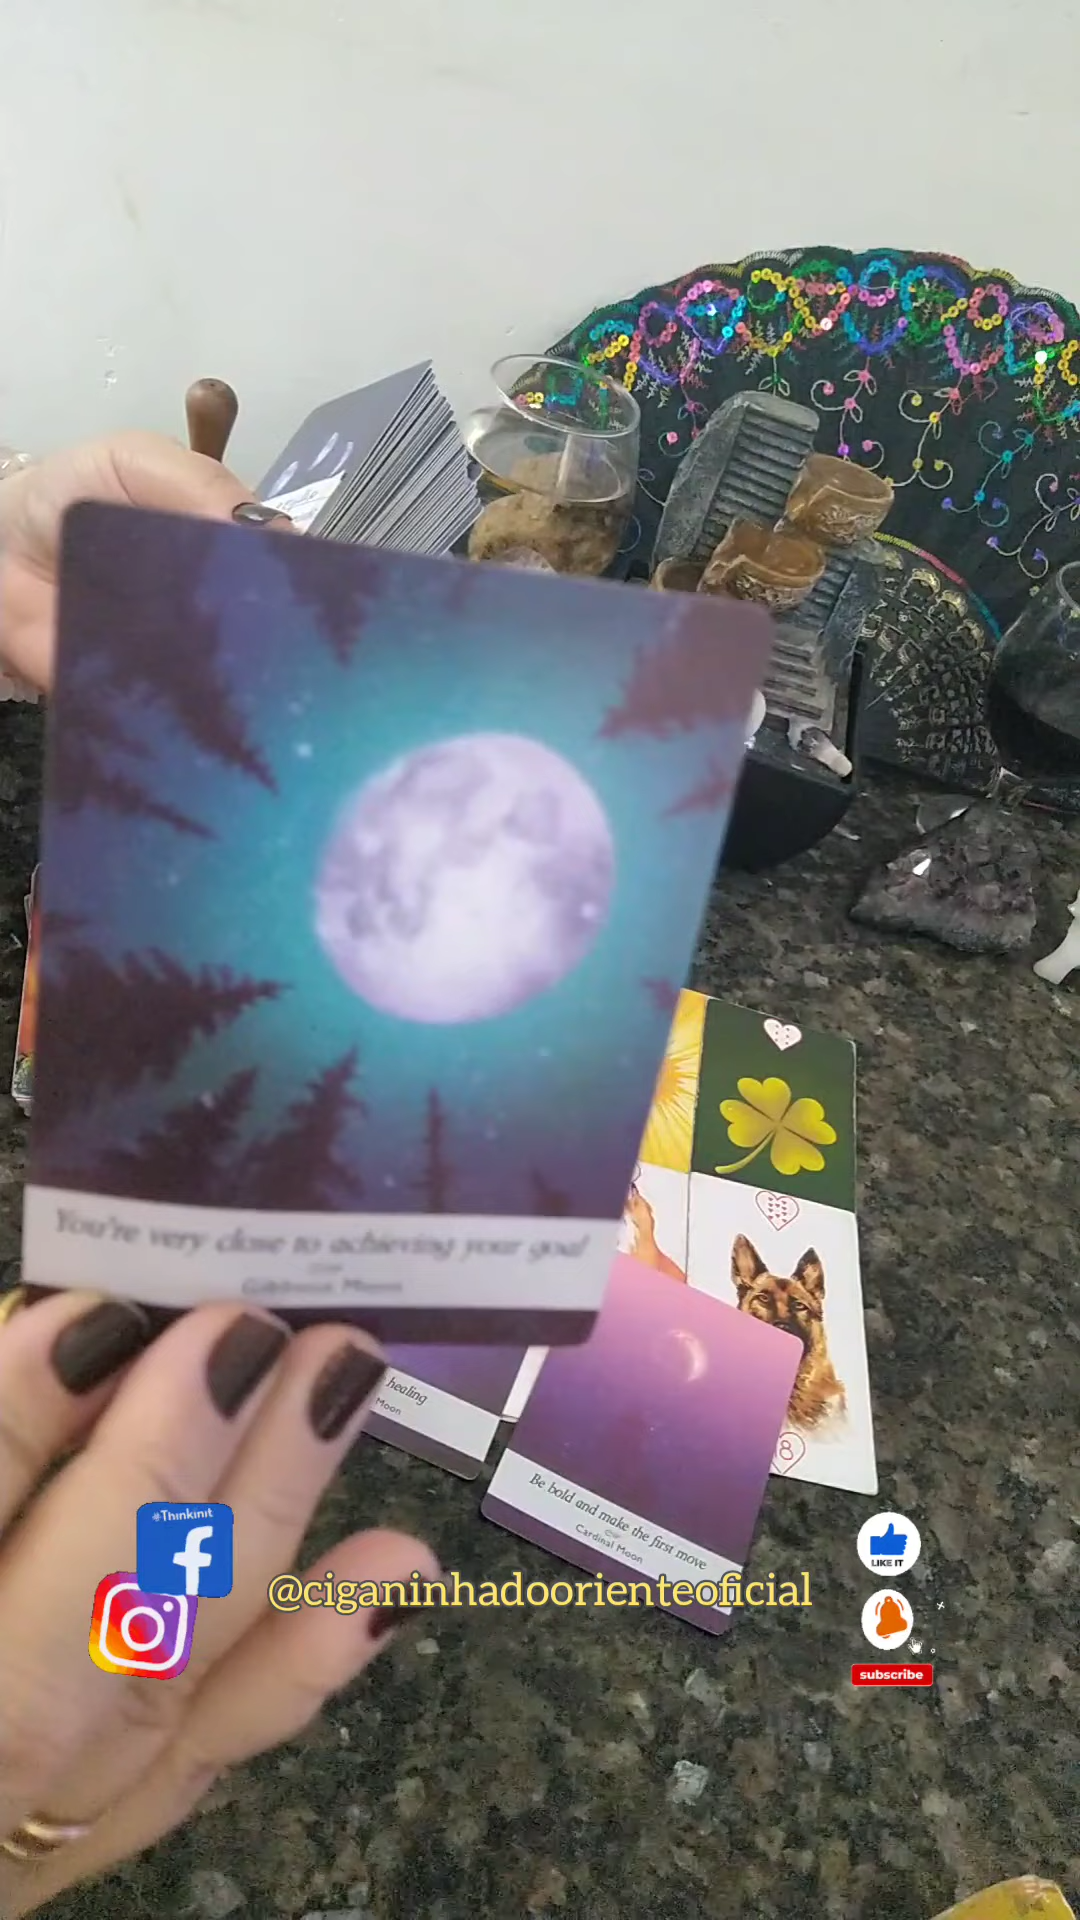 You're very close to achieving your goal
Gibbous Moon
healing
Moon
Be bold and make the first move
Cardinal Moon
8
#Thinkinit
@ciganinhadoorienteoficial
LIKE IT
subscribe